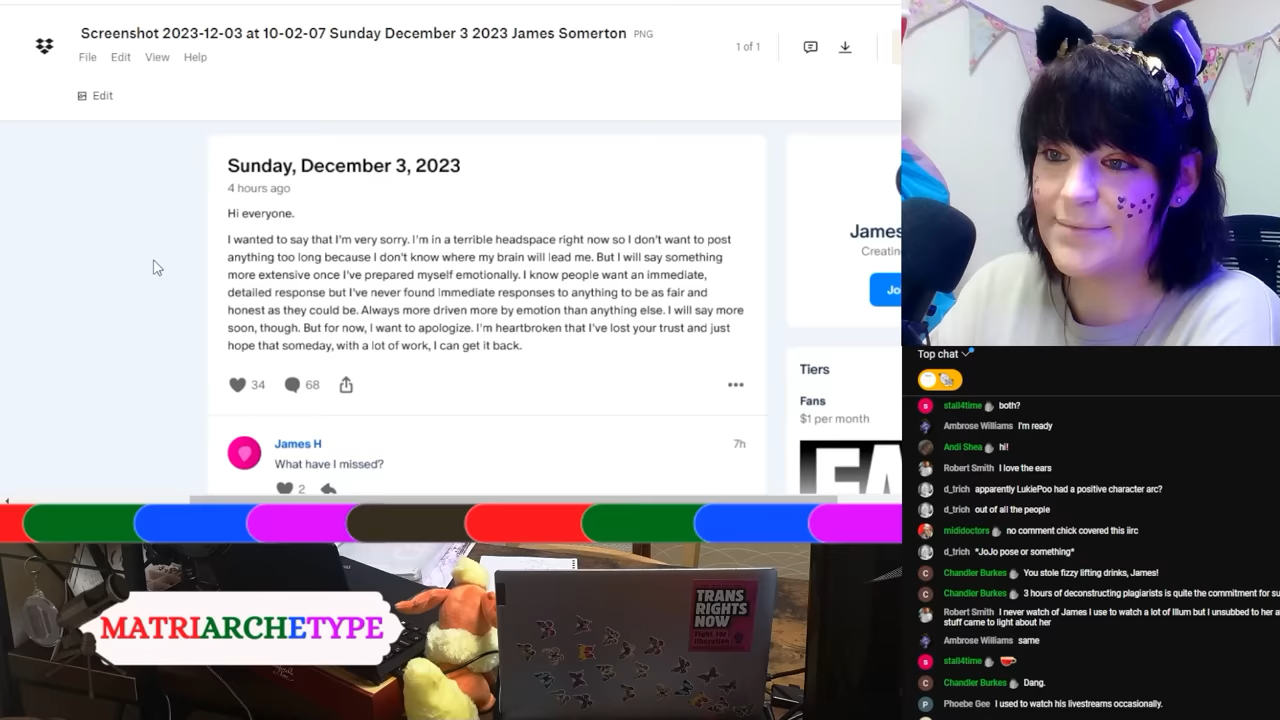 Screenshot 2023-12-03 at 10-02-07 Sunday December 3 2023 James Somerton PNG
File Edit View Help
1 of 1
Edit
Sunday, December 3, 2023
4 hours ago
Hi everyone.
I wanted to say that I'm very sorry. I'm in a terrible headspace right now so I don't want to post
anything too long because I don't know where my brain will lead me. But I will say something
more extensive once I've prepared myself emotionally. I know people want an immediate,
detailed response but I've never found immediate responses to anything to be as fair and
honest as they could be. Always more driven more by emotion than anything else. I will say more
soon, though. But for now, I want to apologize. I'm heartbroken that I've lost your trust and just
hope that someday, with a lot of work, I can get it back.
34 68
James H 7h
What have I missed?
2
James
Creatin
Jo
Tiers
Fans
$1 per month
FA
MATRIARCHETYPE
TRANS
RIGHTS
NOW
Fight for
liberation
Top chat
stall4time both?
Ambrose Williams I'm ready
Andi Shea hi!
Robert Smith I love the ears
d_trich apparently LukiePoo had a positive character arc?
d_trich out of all the people
mididoctors no comment chick covered this iirc
d_trich *JoJo pose or something*
Chandler Burkes You stole fizzy lifting drinks, James!
Chandler Burkes 3 hours of deconstructing plagiarists is quite the commitment for su
Robert Smith I never watch of James I use to watch a lot of Illum but I unsubbed to her a
stuff came to light about her
Ambrose Williams same
stall4time
Chandler Burkes Dang.
Phoebe Gee I used to watch his livestreams occasionally.